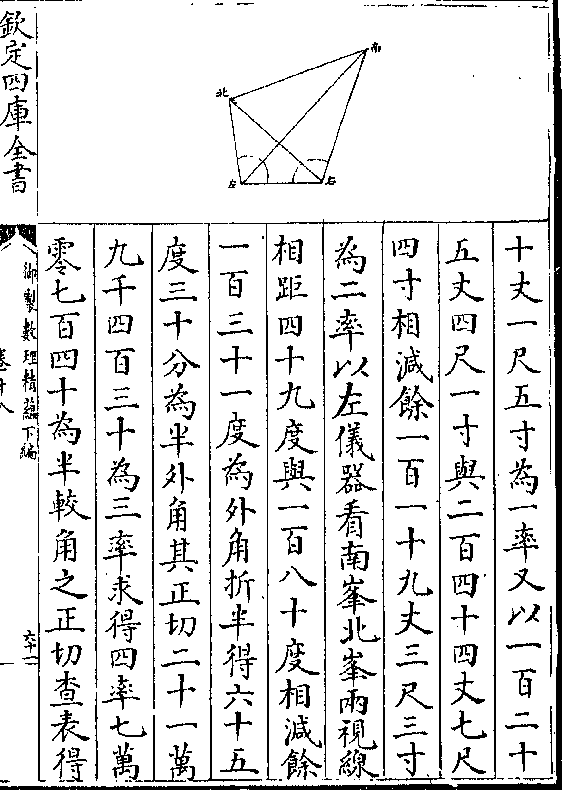 南
北
左
右
十丈一尺五寸為一率又以一百二十
五丈四尺一寸與二百四十四丈七尺
四寸相減餘一百一十九丈三尺三寸
為二率以左儀器看南峯北峯兩視線
相距四十九度與一百八十度相減餘
一百三十一度為外角折半得六十五
度三十分為半外角其正切二十一萬
九千四百三十為三率求得四率七萬
零七百四十為半較角之正切查表得
欽定四庫全書
御製數理精蘊下編
卷十八
六十一